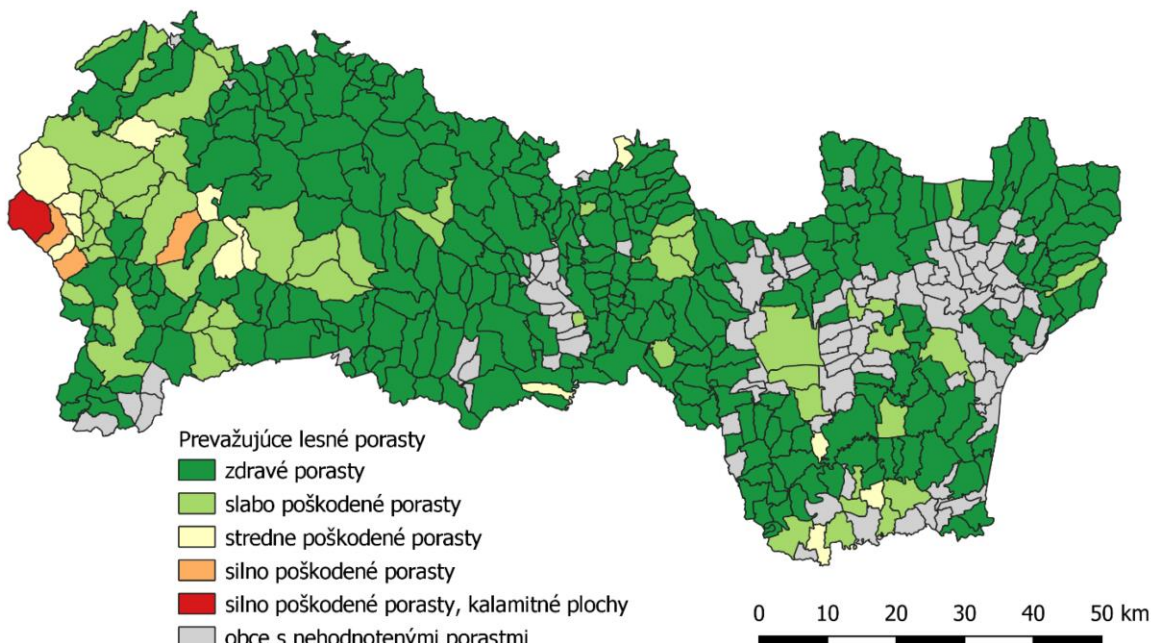 Prevažujúce lesné porasty
zdravé porasty
slabo poškodené porasty
stredne poškodené porasty
silno poškodené porasty
silno poškodené porasty, kalamitné plochy
obce s nehodnotenými porastmi
0 10 20 30 40 50 km